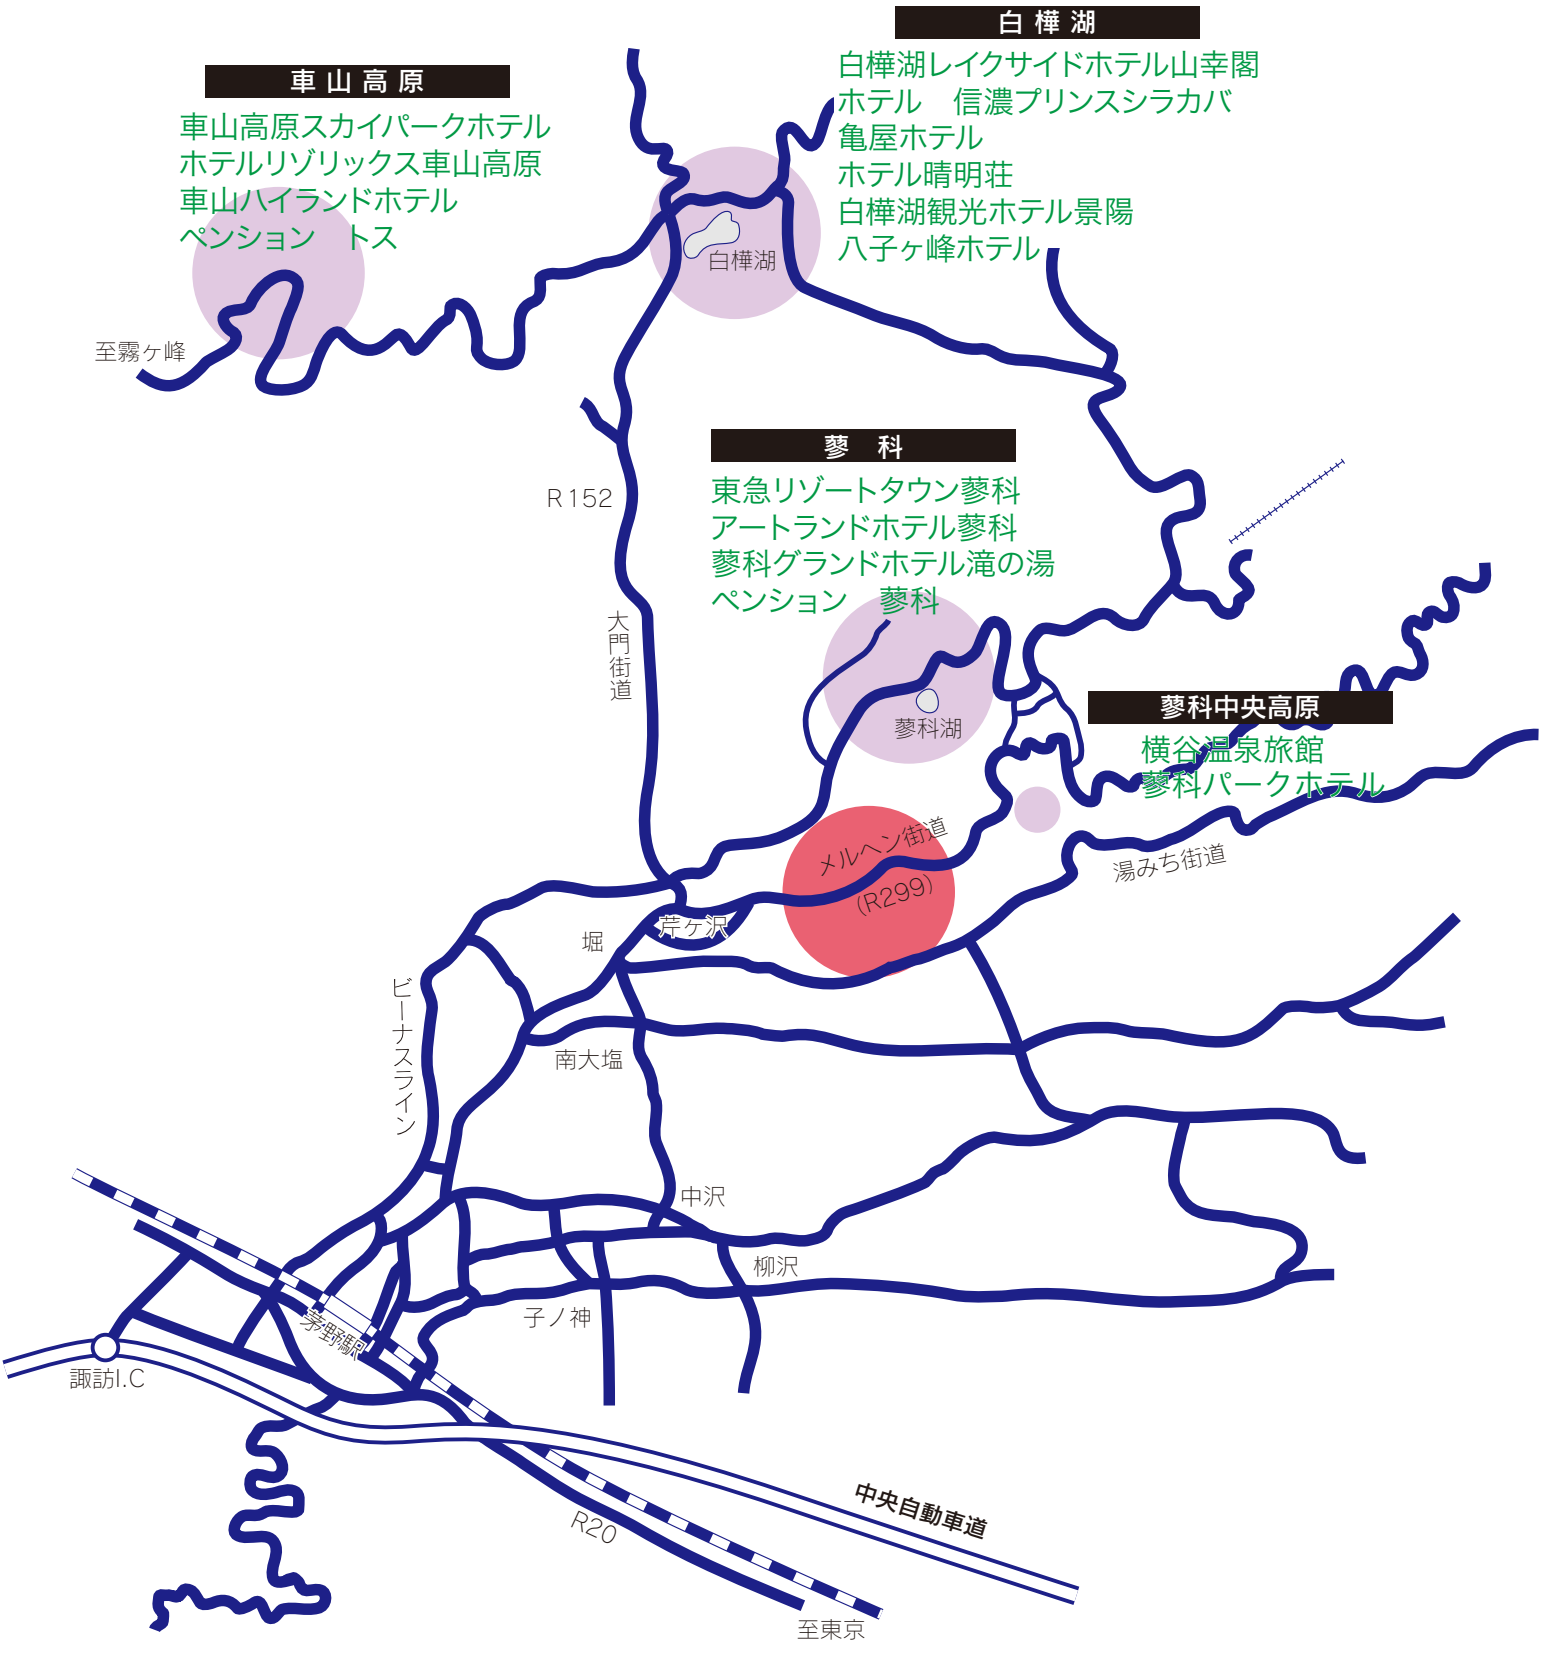 白樺湖
白樺湖レイクサイドホテル山幸閣
ホテル　信濃プリンスシラカバ
亀屋ホテル
ホテル晴明荘
白樺湖観光ホテル景陽
八子ヶ峰ホテル
車山高原
車山高原スカイパークホテル
ホテルリゾリックス車山高原
車山ハイランドホテル
ペンション　トス
白樺湖
至霧ヶ峰
蓼科
東急リゾートタウン蓼科
アートランドホテル蓼科
蓼科グランドホテル滝の湯
ペンション　蓼科
R152
大門街道
蓼科湖
蓼科中央高原
横谷温泉旅館
蓼科パークホテル
メルヘン街道
(R299)
湯みち街道
芹ヶ沢
堀
ビーナスライン
南大塩
中沢
柳沢
子ノ神
茅野駅
諏訪I.C
中央自動車道
R20
至東京